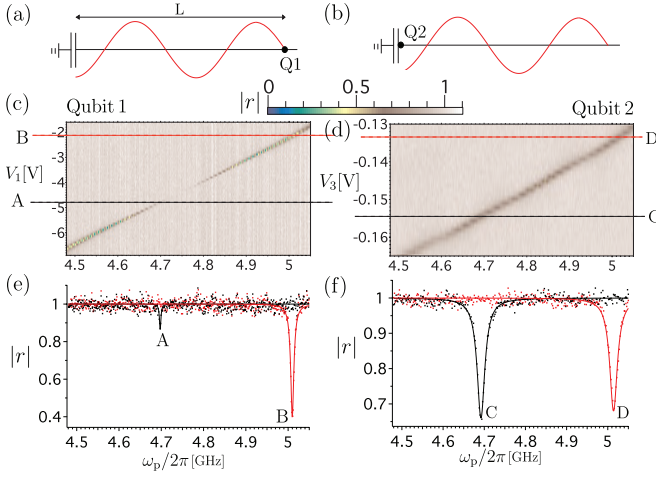 (a)
L
Q1
(b)
Q2
|r|
0
0.5
1
(c)
Qubit 1
B
A
V₁[V]
-2
-3
-4
-5
-6
4.5
4.6
4.7
4.8
4.9
5
(d)
Qubit 2
D
C
V₃[V]
-0.13
-0.14
-0.15
-0.16
4.5
4.6
4.7
4.8
4.9
5
(e)
|r|
1
0.8
0.6
0.4
A
B
4.5
4.6
4.7
4.8
4.9
5
ωₚ/2π [GHz]
(f)
|r|
1
0.9
0.8
0.7
C
D
4.5
4.6
4.7
4.8
4.9
5
ωₚ/2π [GHz]